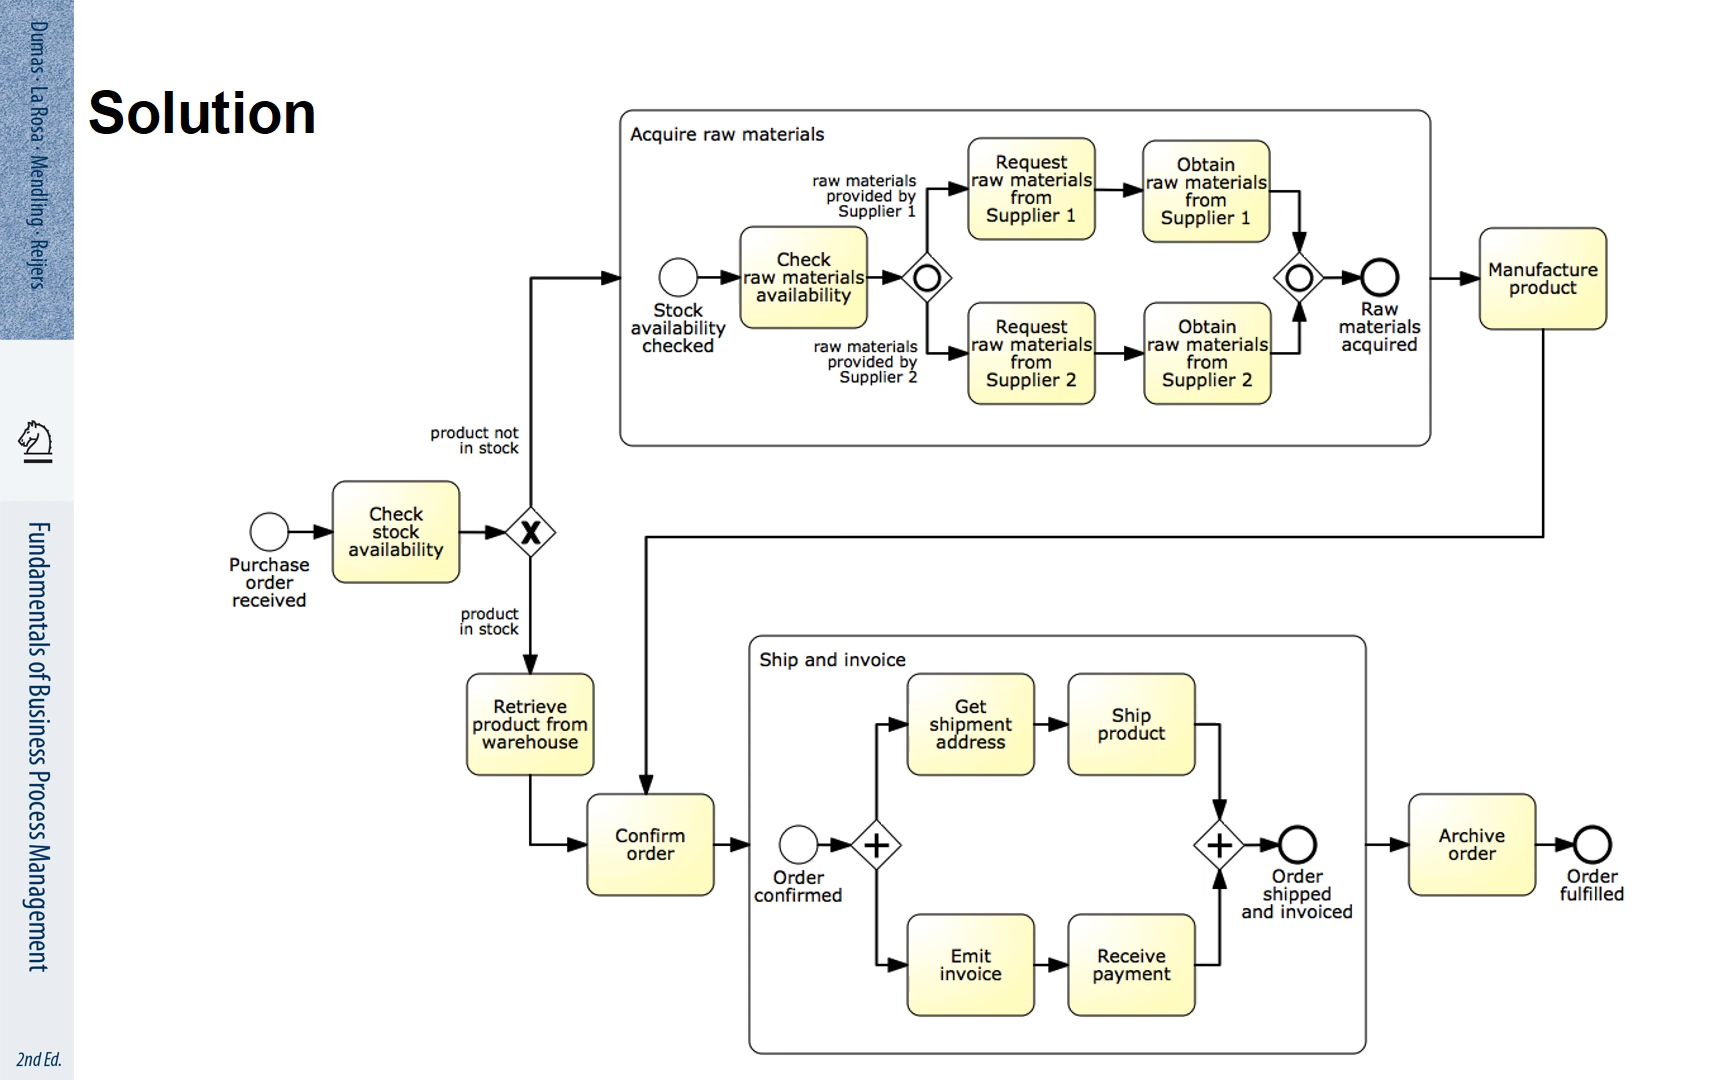 Dumas · La Rosa · Mendling · Reijers
Fundamentals of Business Process Management
2nd Ed.
Solution
Acquire raw materials
Stock
availability
checked
Check
raw materials
availability
raw materials
provided by
Supplier 1
raw materials
provided by
Supplier 2
Request
raw materials
from
Supplier 1
Obtain
raw materials
from
Supplier 1
Request
raw materials
from
Supplier 2
Obtain
raw materials
from
Supplier 2
Raw
materials
acquired
Manufacture
product
product not
in stock
Purchase
order
received
Check
stock
availability
X
product
in stock
Retrieve
product from
warehouse
Confirm
order
Ship and invoice
Order
confirmed
Get
shipment
address
Ship
product
Emit
invoice
Receive
payment
Order
shipped
and invoiced
Archive
order
Order
fulfilled